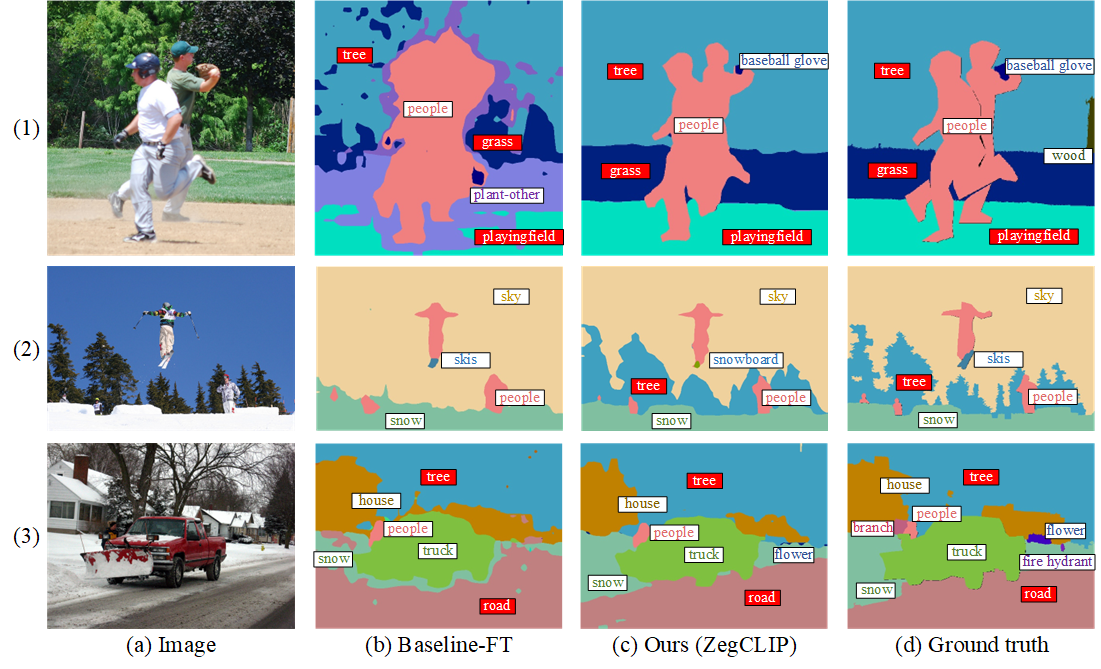 (1)
tree
people
grass
plant-other
playingfield
tree
baseball glove
people
grass
playingfield
tree
baseball glove
people
wood
grass
playingfield
(2)
sky
skis
people
snow
sky
snowboard
tree
people
snow
sky
skis
tree
people
snow
(3)
tree
house
people
truck
snow
road
tree
house
people
truck
flower
snow
road
tree
house
people
branch
flower
truck
fire hydrant
snow
road
(a) Image
(b) Baseline-FT
(c) Ours (ZegCLIP)
(d) Ground truth